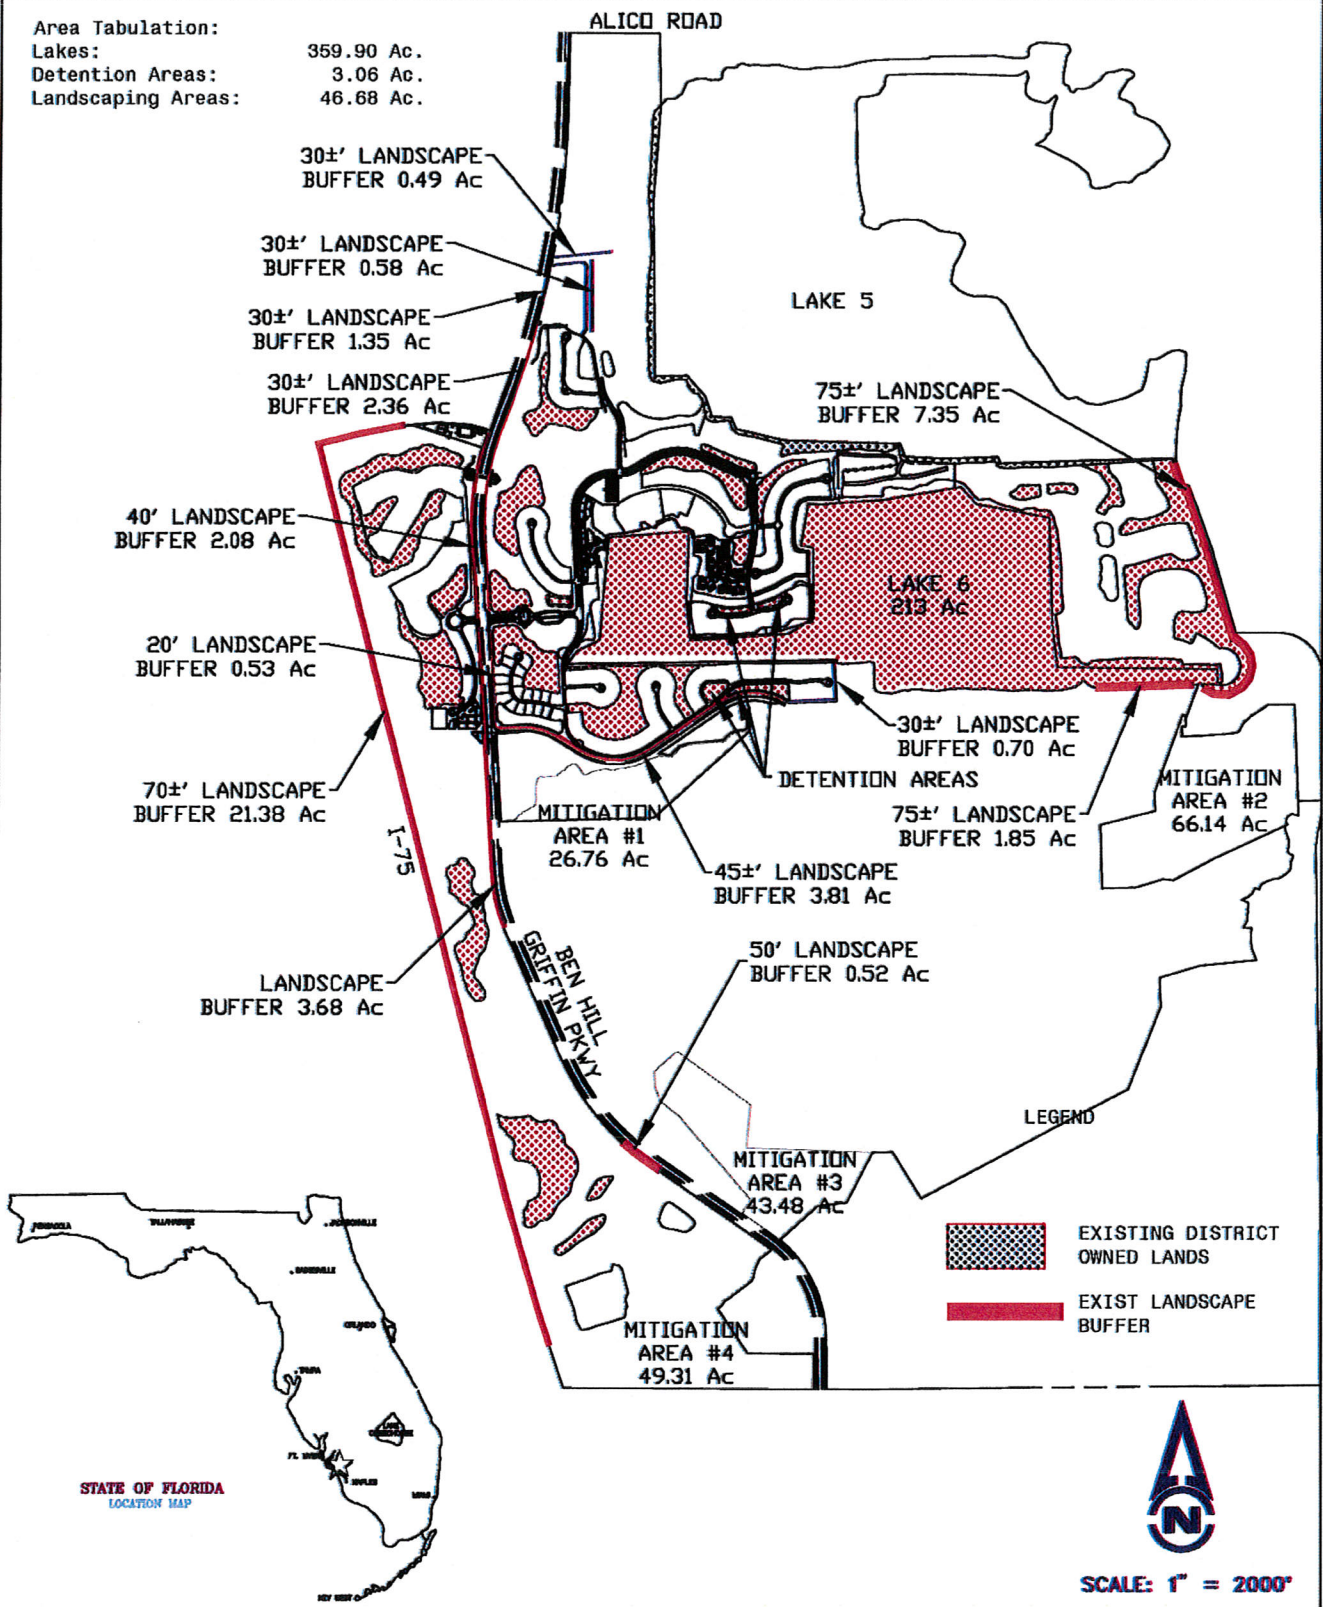 ALICO ROAD
Area Tabulation:
Lakes: 359.90 Ac.
Detention Areas: 3.06 Ac.
Landscaping Areas: 46.68 Ac.
30±' LANDSCAPE
BUFFER 0.49 Ac
30±' LANDSCAPE
BUFFER 0.58 Ac
30±' LANDSCAPE
BUFFER 1.35 Ac
30±' LANDSCAPE
BUFFER 2.36 Ac
LAKE 5
75±' LANDSCAPE
BUFFER 7.35 Ac
40' LANDSCAPE
BUFFER 2.08 Ac
LAKE 6
213 Ac
20' LANDSCAPE
BUFFER 0.53 Ac
30±' LANDSCAPE
BUFFER 0.70 Ac
DETENTION AREAS
70±' LANDSCAPE
BUFFER 21.38 Ac
I-75
MITIGATION
AREA #1
26.76 Ac
75±' LANDSCAPE
BUFFER 1.85 Ac
MITIGATION
AREA #2
66.14 Ac
45±' LANDSCAPE
BUFFER 3.81 Ac
LANDSCAPE
BUFFER 3.68 Ac
BEN HILL
GRIFFIN PKWY
50' LANDSCAPE
BUFFER 0.52 Ac
LEGEND
MITIGATION
AREA #3
43.48 Ac
EXISTING DISTRICT
OWNED LANDS
EXIST LANDSCAPE
BUFFER
MITIGATION
AREA #4
49.31 Ac
STATE OF FLORIDA
LOCATION MAP
NAPLES
KEY WEST
N
SCALE: 1" = 2000'